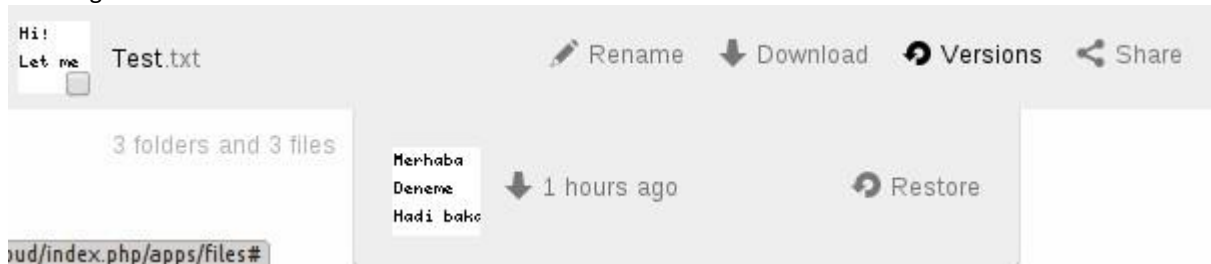 Hi!
Let me
Test.txt
Rename Download Versions Share
3 folders and 3 files
Merhaba
Deneme
Hadi bak
1 hours ago
Restore
oud/index.php/apps/files#